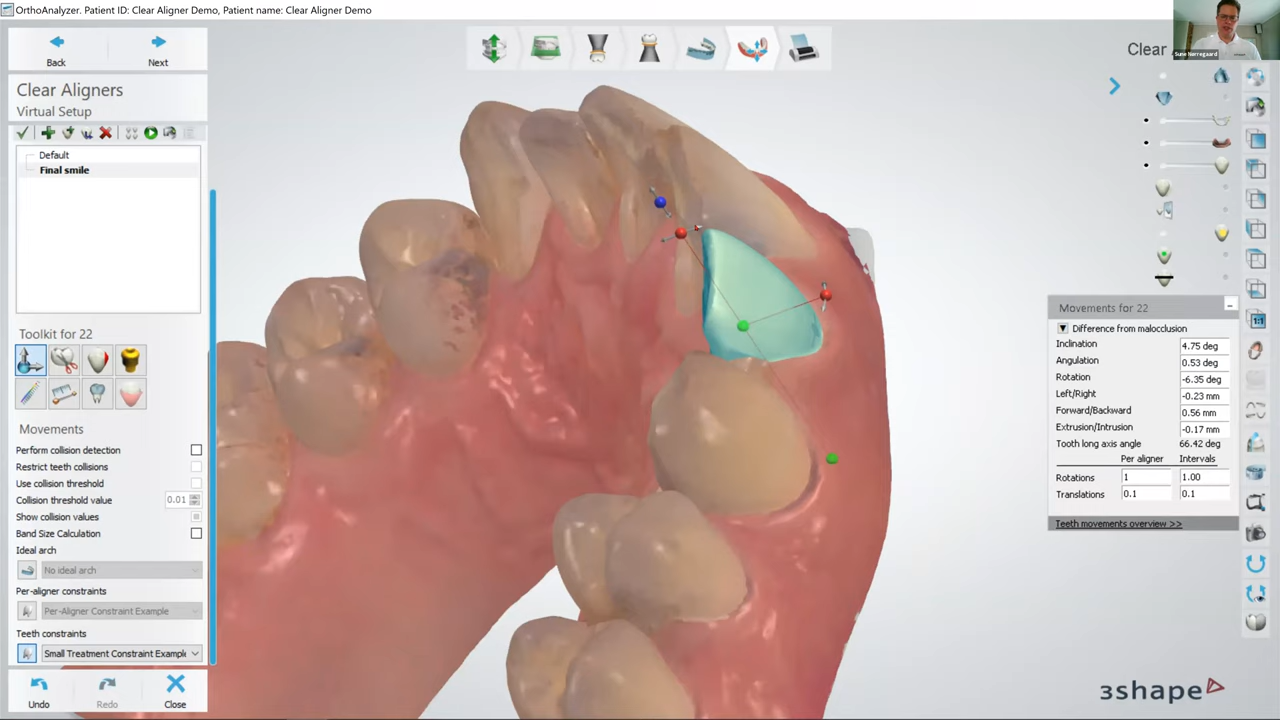 OrthoAnalyzer. Patient ID: Clear Aligner Demo, Patient name: Clear Aligner Demo
Back
Next
Clear Aligners
Virtual Setup
Default
Final smile
Toolkit for 22
Movements
Perform collision detection
Restrict teeth collisions
Use collision threshold
Collision threshold value 0.01
Show collision values
Band Size Calculation
Ideal arch
No ideal arch
Per-aligner constraints
Per-Aligner Constraint Example
Teeth constraints
Small Treatment Constraint Example
Undo
Redo
Close
Clear
Sune Nørregaard
1:1
Movements for 22
Difference from malocclusion
Inclination 4.75 deg
Angulation 0.53 deg
Rotation -6.35 deg
Left/Right -0.23 mm
Forward/Backward 0.56 mm
Extrusion/Intrusion -0.17 mm
Tooth long axis angle 66.42 deg
Per aligner Intervals
Rotations 1 1.00
Translations 0.1 0.1
Teeth movements overview >>
3shape